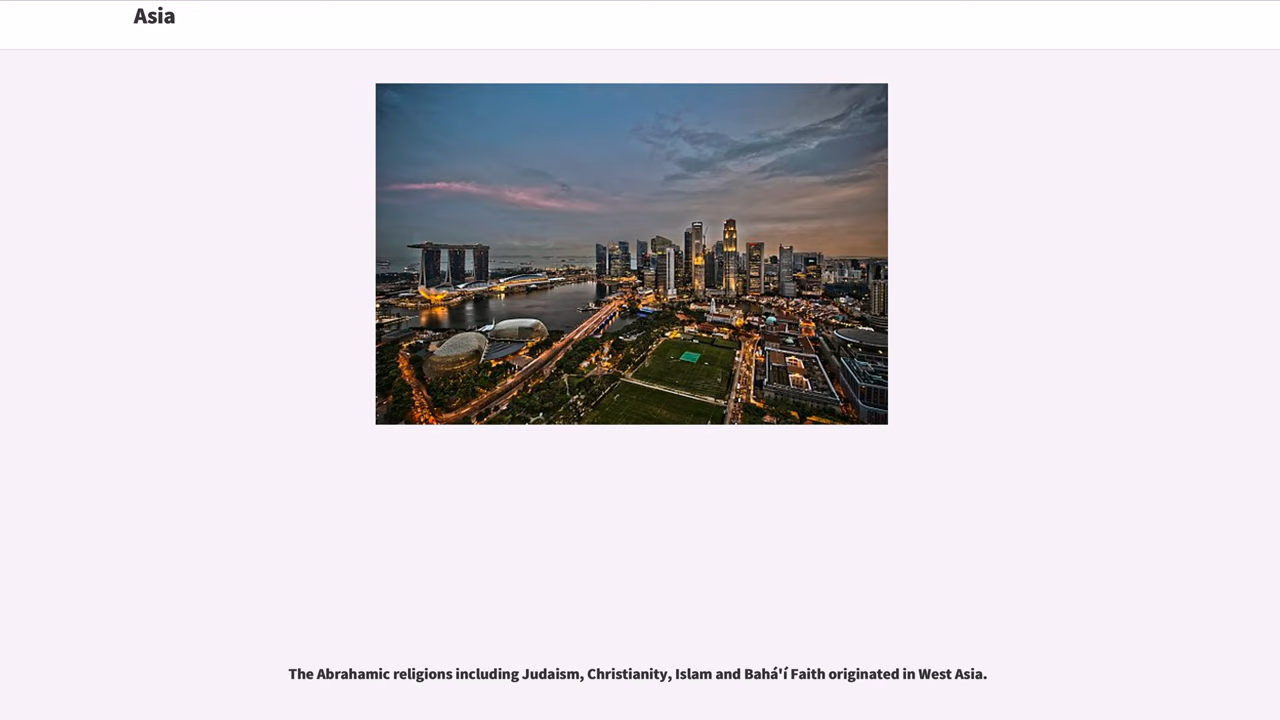 Asia
The Abrahamic religions including Judaism, Christianity, Islam and Bahá'í Faith originated in West Asia.